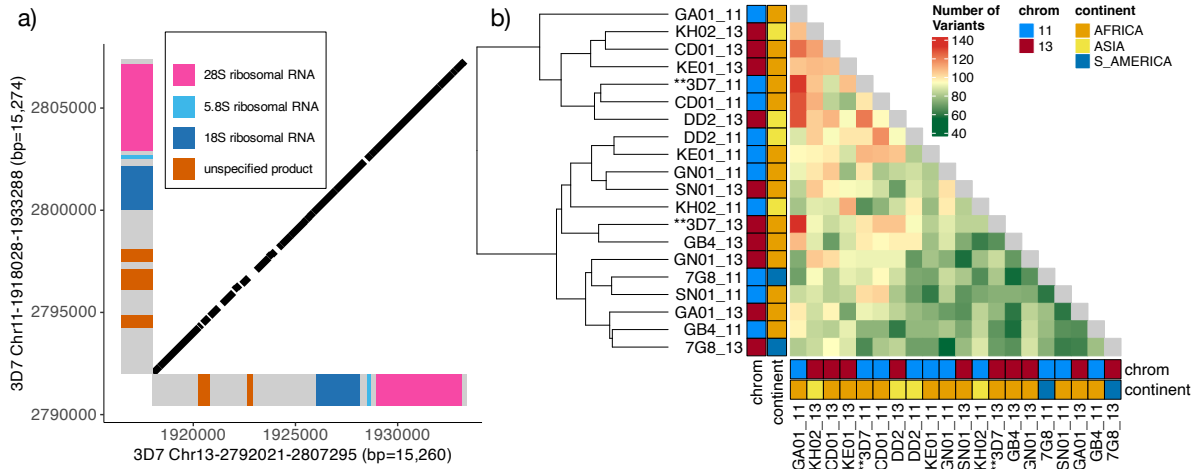 a)
28S ribosomal RNA
5.8S ribosomal RNA
18S ribosomal RNA
unspecified product
3D7 Chr11-1918028-1933288 (bp=15,274)
2805000
2800000
2795000
2790000
1920000
1925000
1930000
3D7 Chr13-2792021-2807295 (bp=15,260)
b)
GA01_11
KH02_13
CD01_13
KE01_13
**3D7_11
CD01_11
DD2_13
DD2_11
KE01_11
GN01_11
SN01_13
KH02_11
**3D7_13
GB4_13
GN01_13
7G8_11
SN01_11
GA01_13
GB4_11
7G8_13
chrom
continent
Number of
Variants
140
120
100
80
60
40
chrom
11
13
continent
AFRICA
ASIA
S_AMERICA
chrom
continent
GA01_11
KH02_13
CD01_13
KE01_13
**3D7_11
CD01_11
DD2_13
DD2_11
KE01_11
GN01_11
SN01_13
KH02_11
**3D7_13
GB4_13
GN01_13
7G8_11
SN01_11
GA01_13
GB4_11
7G8_13